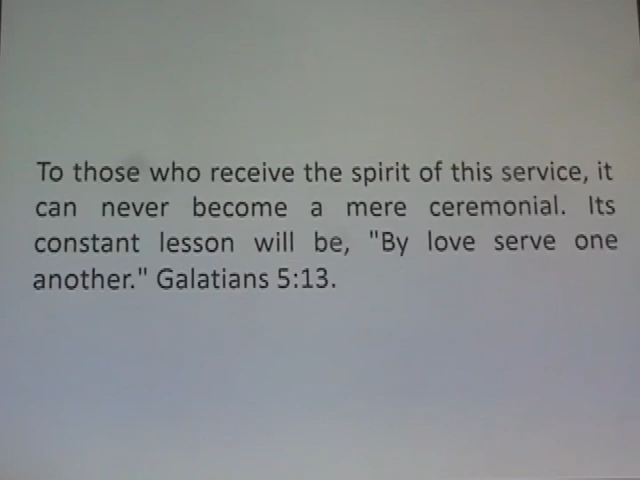 To those who receive the spirit of this service, it
can never become a mere ceremonial. Its
constant lesson will be, "By love serve one
another." Galatians 5:13.